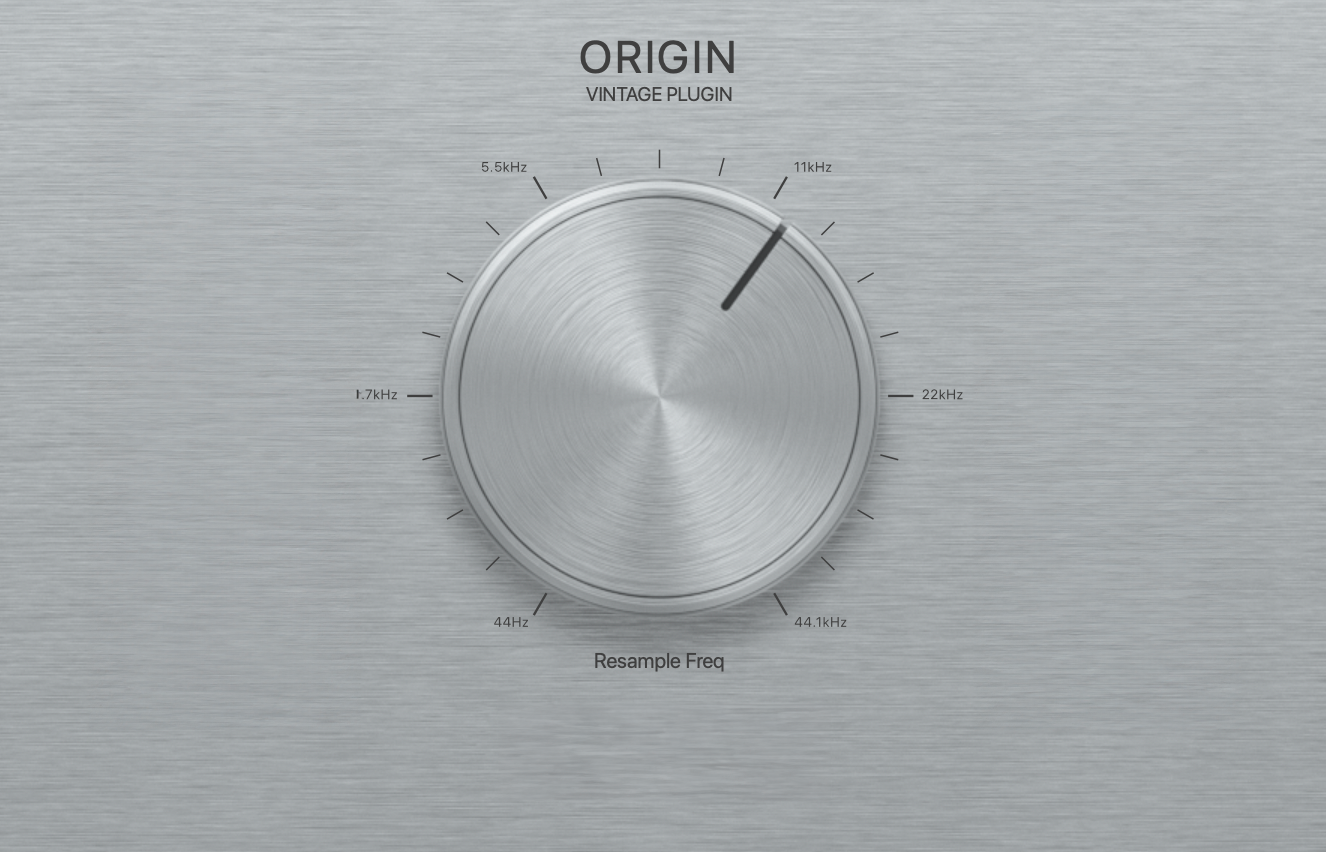 ORIGIN
VINTAGE PLUGIN
5.5kHz
11kHz
22kHz
44Hz
44.1kHz
Resample Freq